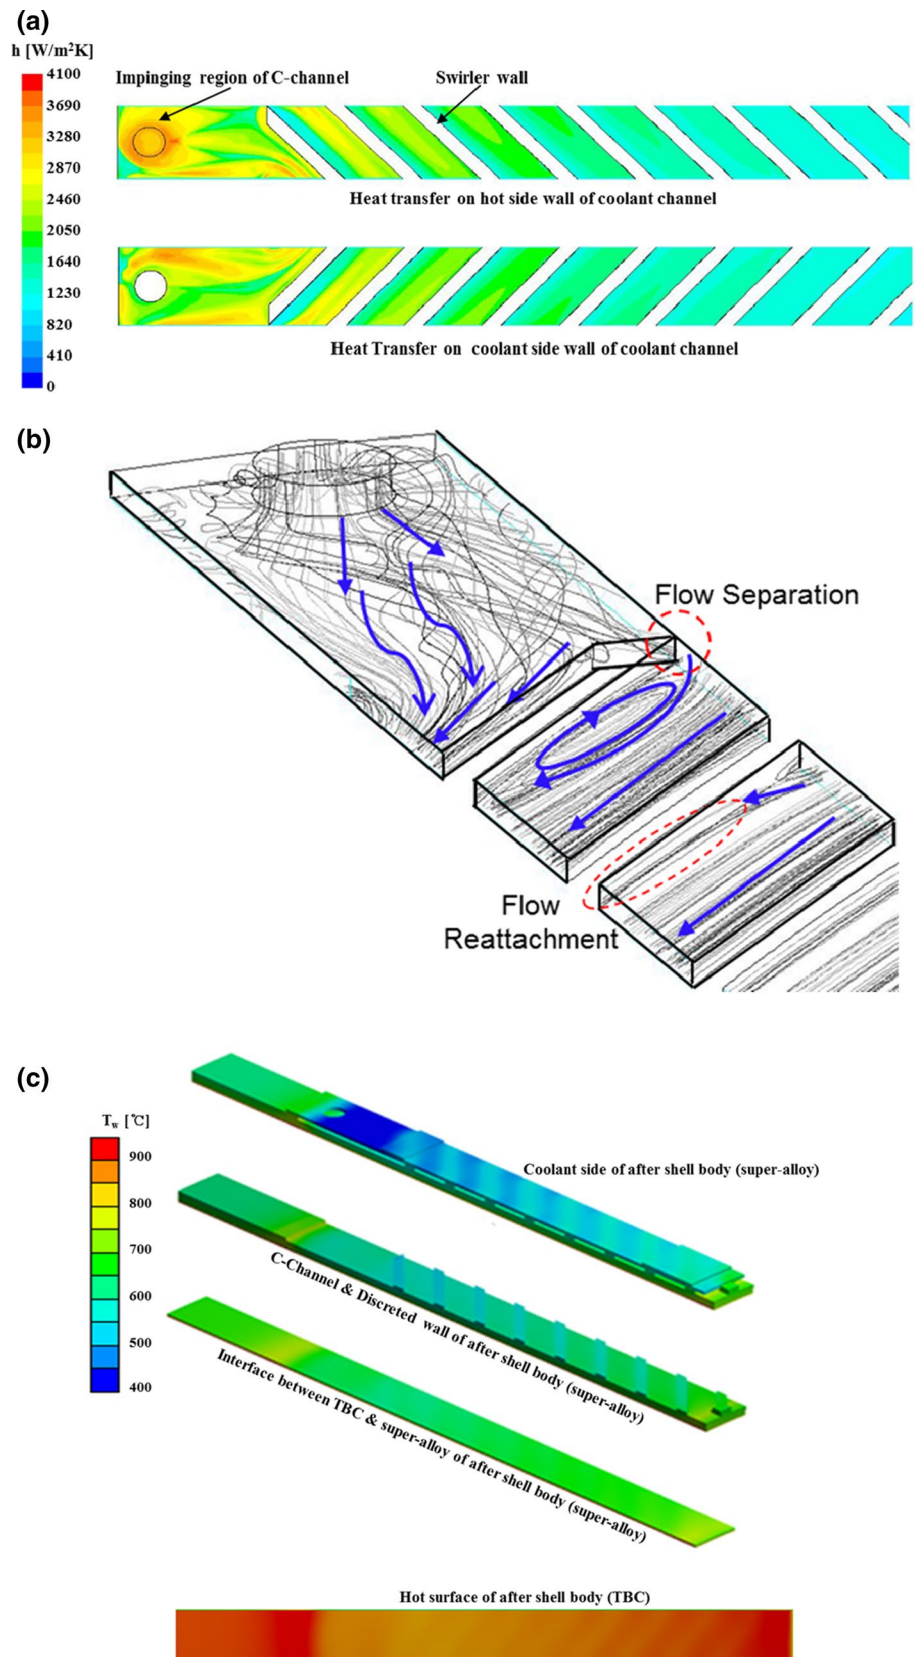 (a)
h [W/m²K]
4100
3690
3280
2870
2460
2050
1640
1230
820
410
0
Impinging region of C-channel
Swirler wall
Heat transfer on hot side wall of coolant channel
Heat Transfer on coolant side wall of coolant channel
(b)
Flow Separation
Flow
Reattachment
(c)
Tw [℃]
900
800
700
600
500
400
Coolant side of after shell body (super-alloy)
C-Channel & Discreted wall of after shell body (super-alloy)
Interface between TBC & super-alloy of after shell body (super-alloy)
Hot surface of after shell body (TBC)